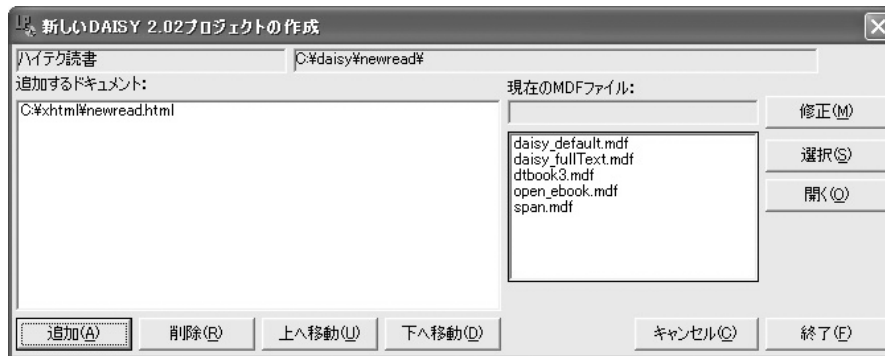 新しいDAISY 2.02プロジェクトの作成
ハイテク読書
C:¥daisy¥newread¥
追加するドキュメント:
現在のMDFファイル:
C:¥xhtml¥newread.html
修正(M)
daisy_default.mdf
daisy_fullText.mdf
dtbook3.mdf
open_ebook.mdf
span.mdf
選択(S)
開く(O)
追加(A)
削除(R)
上へ移動(U)
下へ移動(D)
キャンセル(C)
終了(F)